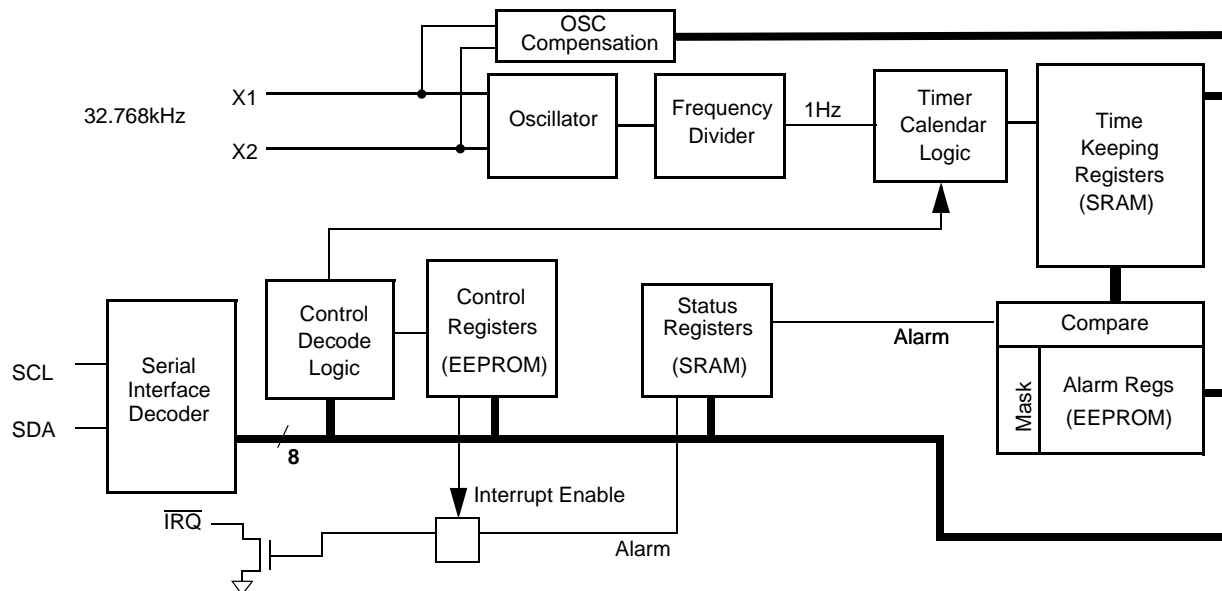 OSC
Compensation
32.768kHz
X1
X2
Oscillator
Frequency
Divider
1Hz
Timer
Calendar
Logic
Time
Keeping
Registers
(SRAM)
SCL
SDA
Serial
Interface
Decoder
Control
Decode
Logic
Control
Registers
(EEPROM)
Status
Registers
(SRAM)
Alarm
Compare
Mask
Alarm Regs
(EEPROM)
8
Interrupt Enable
IRQ
Alarm